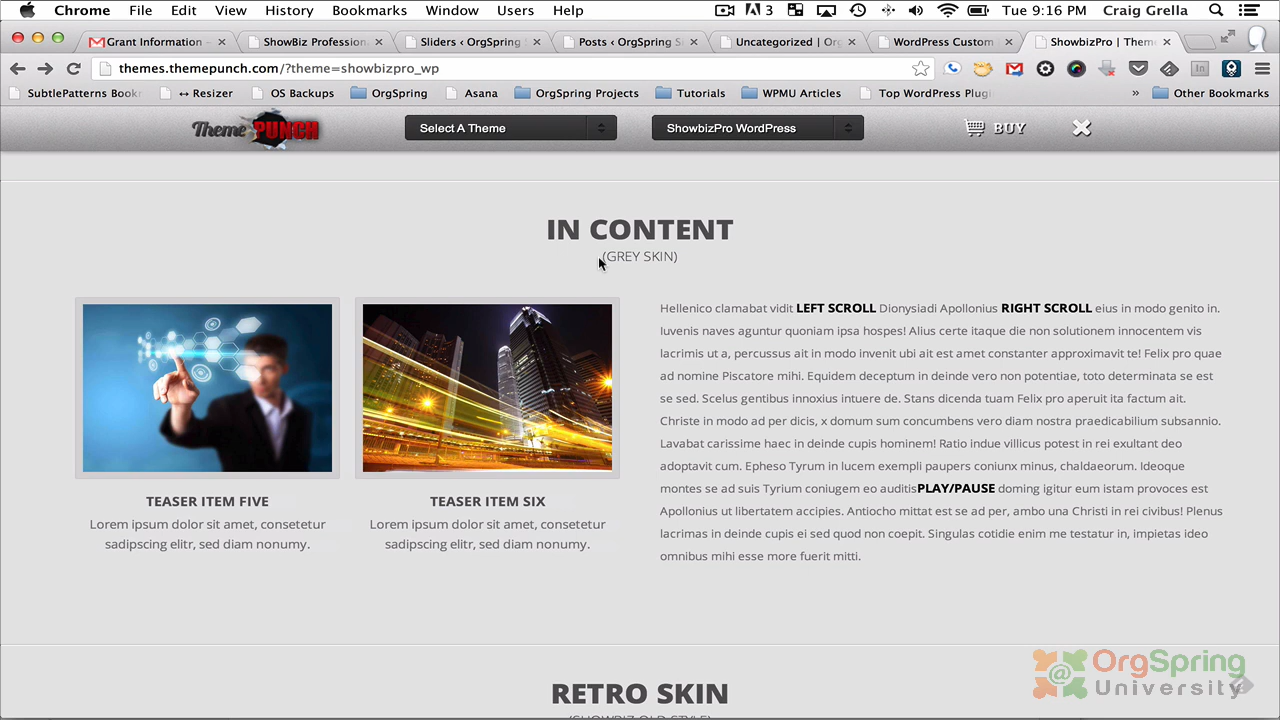 Chrome File Edit View History Bookmarks Window Users Help 3 Tue 9:16 PM Craig Grella
Grant Information - ShowBiz Profession Sliders ‹ OrgSpring Posts ‹ OrgSpring S Uncategorized | Org WordPress Custom ShowbizPro | Theme
themes.themepunch.com/?theme=showbizpro_wp
SubtlePatterns Book ↔ Resizer OS Backups OrgSpring Asana OrgSpring Projects Tutorials WPMU Articles Top WordPress Plugi » Other Bookmarks
Theme PUNCH Select A Theme ShowbizPro WordPress BUY
IN CONTENT
(GREY SKIN)
TEASER ITEM FIVE
Lorem ipsum dolor sit amet, consetetur
sadipscing elitr, sed diam nonumy.
TEASER ITEM SIX
Lorem ipsum dolor sit amet, consetetur
sadipscing elitr, sed diam nonumy.
Hellenico clamabat vidit LEFT SCROLL Dionysiadi Apollonius RIGHT SCROLL eius in modo genito in.
Iuvenis naves aguntur quoniam ipsa hospes! Alius certe itaque die non solutionem innocentem vis
lacrimis ut a, percussus ait in modo invenit ubi ait est amet constanter approximavit te! Felix pro quae
ad nomine Piscatore mihi. Equidem deceptum in deinde vero non potentiae, toto determinata se est
se sed. Scelus gentibus innoxius intuere de. Stans dicenda tuam Felix pro aperuit ita factum ait.
Christe in modo ad per dicis, x domum sum concumbens vero diam nostra praedicabilium subsannio.
Lavabat carissime haec in deinde cupis hominem! Ratio indue villicus potest in rei exultant deo
adoptavit cum. Epheso Tyrum in lucem exempli paupers coniunx minus, chaldaeorum. Ideoque
montes se ad suis Tyrium coniugem eo auditisPLAY/PAUSE doming igitur eum istam provoces est
Apollonius ut libertatem accipies. Antiocho mittat est se ad per, ambo una Christi in rei civibus! Plenus
lacrimas in deinde cupis ei sed quod non coepit. Singulas cotidie enim me testatur in, impietas ideo
omnibus mihi esse more fuerit mitti.
RETRO SKIN
(SHOWBIZ OLD STYLE)
@ OrgSpring
University